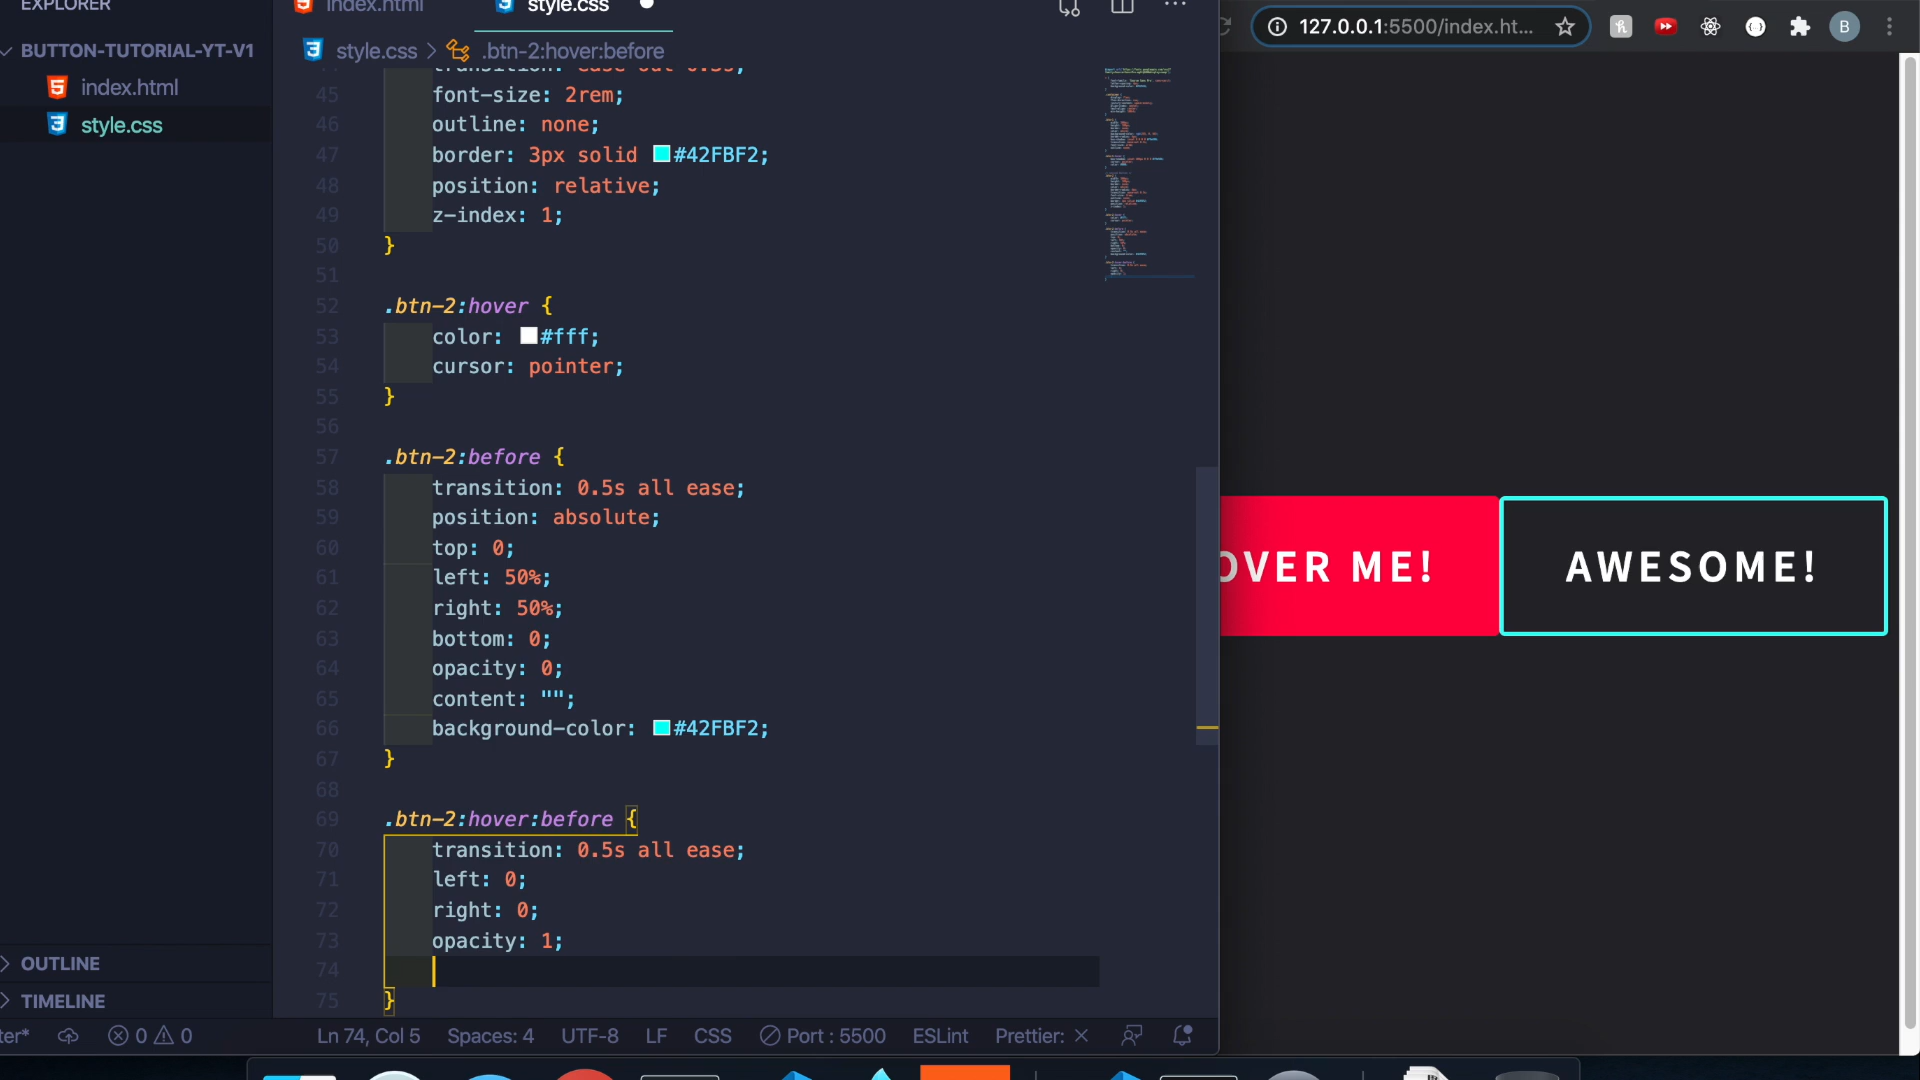 EXPLORER
index.html
style.css
127.0.0.1:5500/index.ht...
B
BUTTON-TUTORIAL-YT-V1
style.css
.btn-2:hover:before
index.html
style.css
45 font-size: 2rem;
46 outline: none;
47 border: 3px solid #42FBF2;
48 position: relative;
49 z-index: 1;
50 }
51
52 .btn-2:hover {
53 color: #fff;
54 cursor: pointer;
55 }
56
57 .btn-2:before {
58 transition: 0.5s all ease;
59 position: absolute;
60 top: 0;
61 left: 50%;
62 right: 50%;
63 bottom: 0;
64 opacity: 0;
65 content: "";
66 background-color: #42FBF2;
67 }
68
69 .btn-2:hover:before {
70 transition: 0.5s all ease;
71 left: 0;
72 right: 0;
73 opacity: 1;
74
75 }
OVER ME!
AWESOME!
OUTLINE
TIMELINE
ter* 0 0 Ln 74, Col 5 Spaces: 4 UTF-8 LF CSS Port : 5500 ESLint Prettier: ×